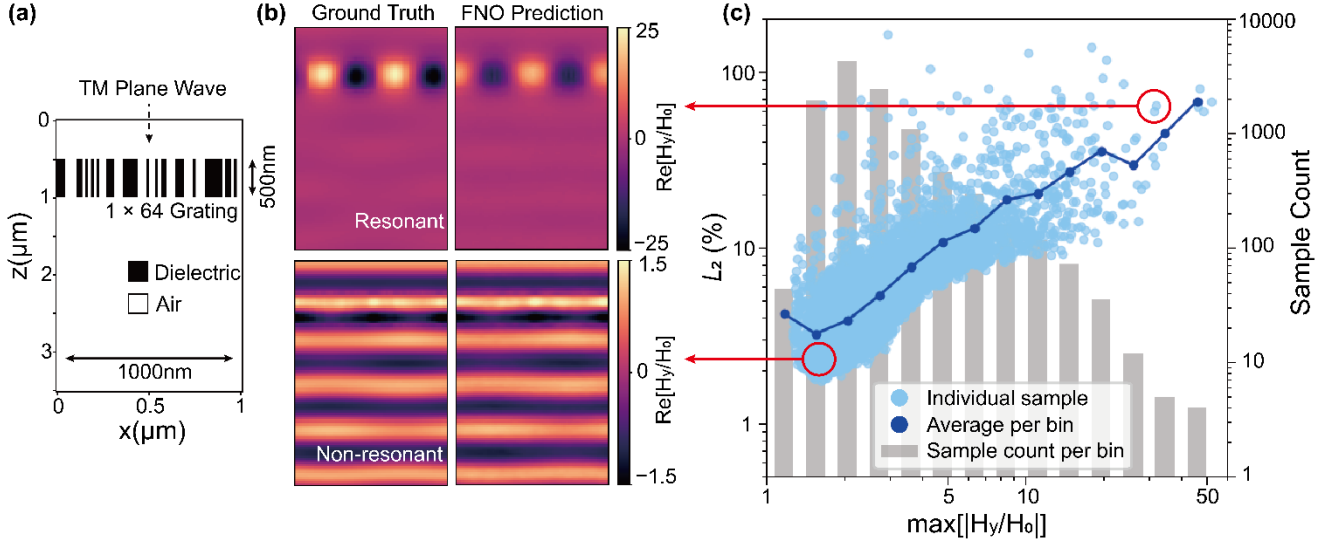 (a)
TM Plane Wave
0
1
2
3
z(µm)
500nm
1 × 64 Grating
Dielectric
Air
1000nm
0
0.5
1
x(µm)
(b)
Ground Truth
FNO Prediction
Resonant
25
0
−25
Re[Hy/H₀]
Non-resonant
1.5
0
−1.5
Re[Hy/H₀]
(c)
100
10
1
L₂ (%)
10000
1000
100
10
1
Sample Count
Individual sample
Average per bin
Sample count per bin
1
5
10
50
max[|Hy/H₀|]